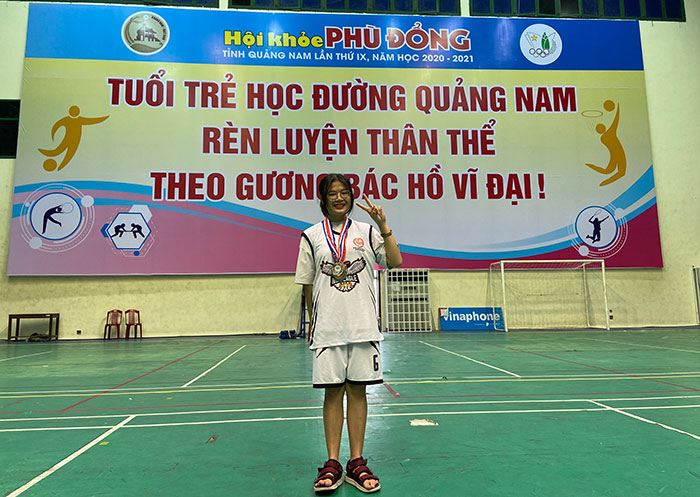 Hội khỏe PHÙ ĐỔNG
TỈNH QUẢNG NAM LẦN THỨ IX, NĂM HỌC 2020 - 2021
TUỔI TRẺ HỌC ĐƯỜNG QUẢNG NAM
RÈN LUYỆN THÂN THỂ
THEO GƯƠNG BÁC HỒ VĨ ĐẠI!
vinaphone
6